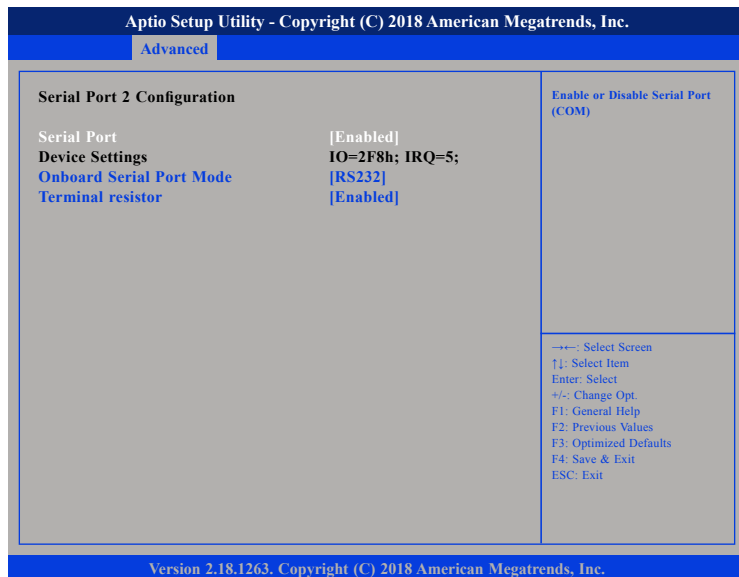 Aptio Setup Utility - Copyright (C) 2018 American Megatrends, Inc.
Advanced
Serial Port 2 Configuration
Serial Port [Enabled]
Device Settings IO=2F8h; IRQ=5;
Onboard Serial Port Mode [RS232]
Terminal resistor [Enabled]
Enable or Disable Serial Port
(COM)
→←: Select Screen
↑↓: Select Item
Enter: Select
+/-: Change Opt.
F1: General Help
F2: Previous Values
F3: Optimized Defaults
F4: Save & Exit
ESC: Exit
Version 2.18.1263. Copyright (C) 2018 American Megatrends, Inc.